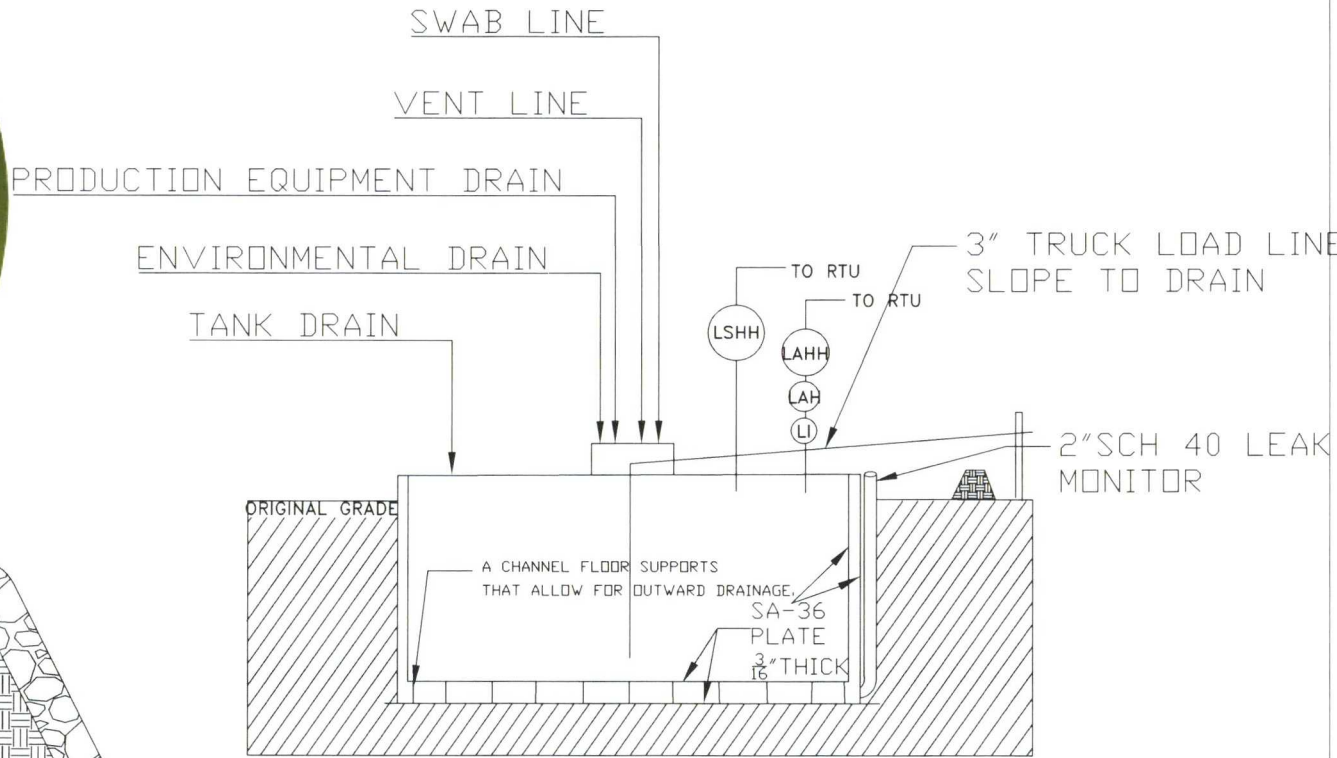 SWAB LINE
VENT LINE
PRODUCTION EQUIPMENT DRAIN
ENVIRONMENTAL DRAIN
TANK DRAIN
TO RTU
TO RTU
3" TRUCK LOAD LINE
SLOPE TO DRAIN
LSHH
LAHH
LAH
LI
2"SCH 40 LEAK
MONITOR
ORIGINAL GRADE
A CHANNEL FLOOR SUPPORTS
THAT ALLOW FOR OUTWARD DRAINAGE.
SA-36
PLATE
3/16"THICK